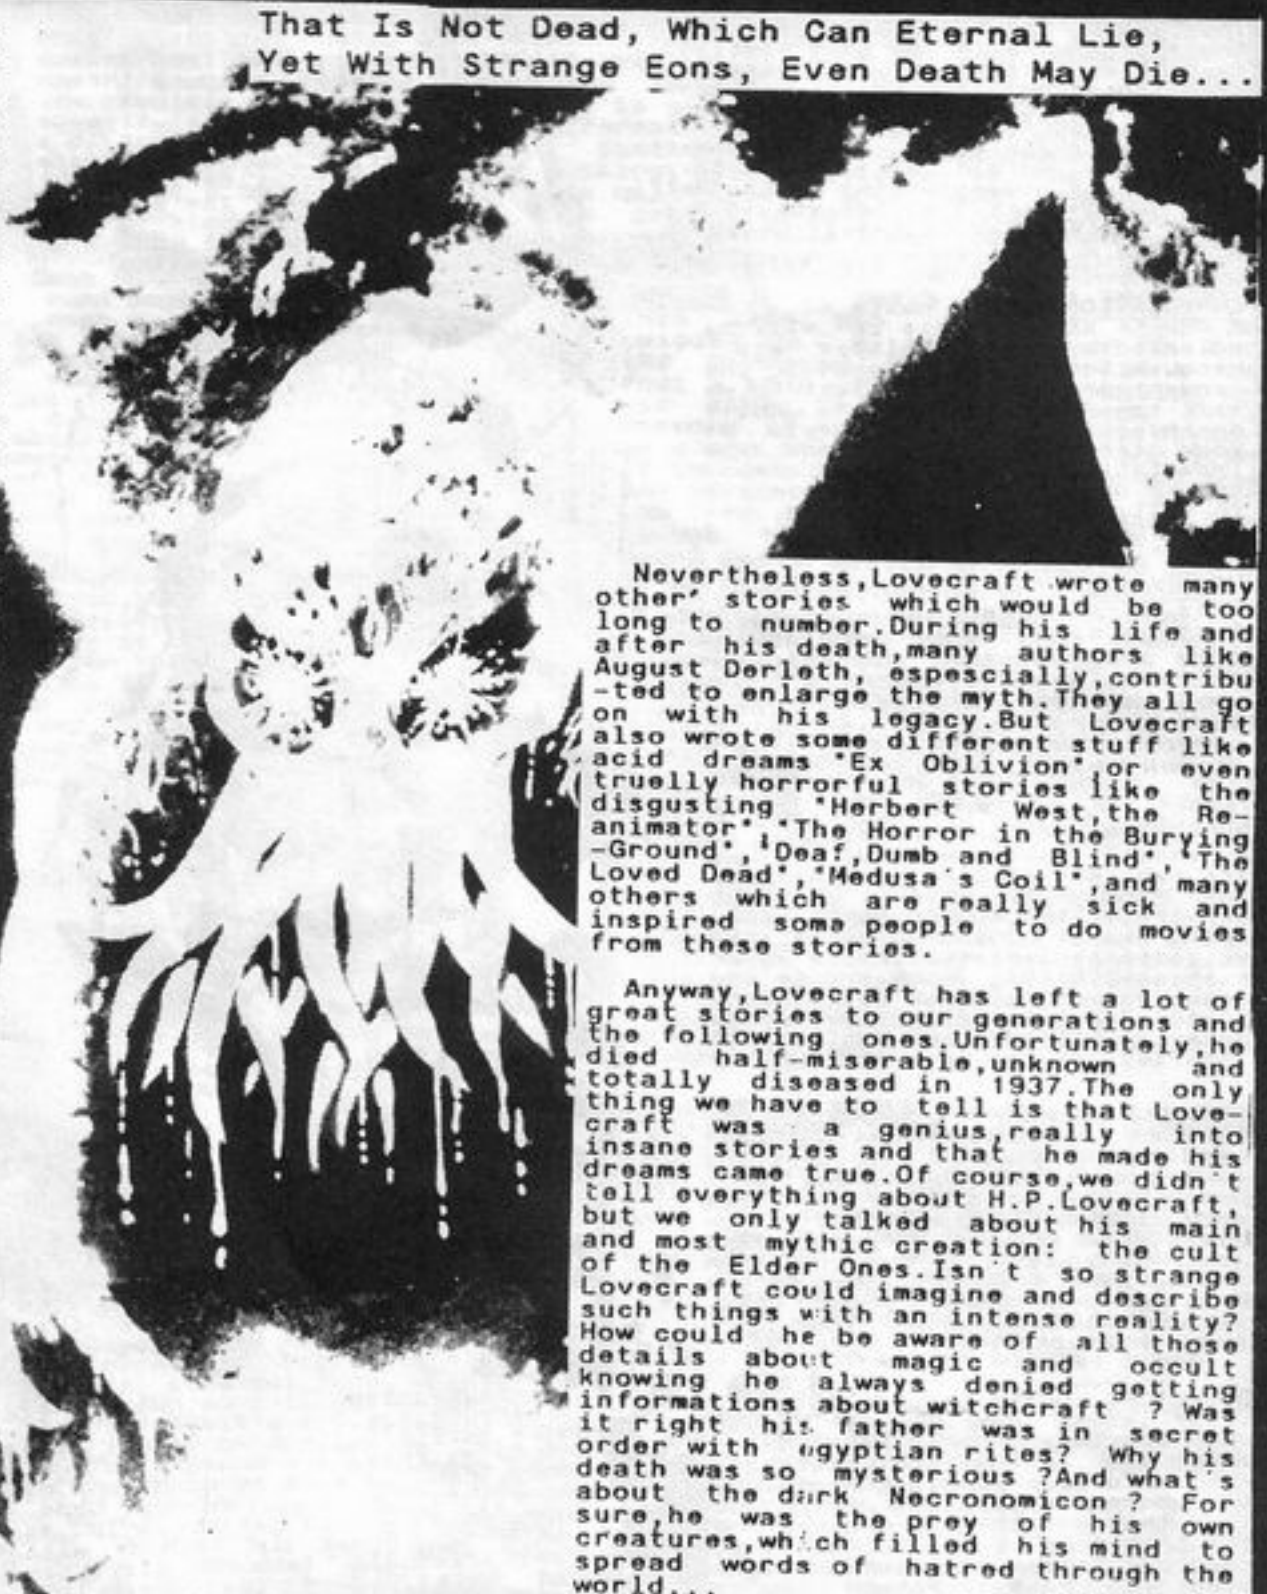 That Is Not Dead, Which Can Eternal Lie,
Yet With Strange Eons, Even Death May Die...
Nevertheless,Lovecraft wrote many
other' stories which would be too
long to number.During his life and
after his death,many authors like
August Derleth, espescially,contribu
-ted to enlarge the myth.They all go
on with his legacy.But Lovecraft
also wrote some different stuff like
acid dreams "Ex Oblivion",or even
truelly horrorful stories like the
disgusting "Herbert West,the Re-
animator","The Horror in the Burying
-Ground","Deaf,Dumb and Blind","The
Loved Dead","Medusa's Coil",and many
others which are really sick and
inspired some people to do movies
from these stories.
Anyway,Lovecraft has left a lot of
great stories to our generations and
the following ones.Unfortunately,he
died half-miserable,unknown and
totally diseased in 1937.The only
thing we have to tell is that Love-
craft was a genius,really into
insane stories and that he made his
dreams came true.Of course,we didn't
tell everything about H.P.Lovecraft,
but we only talked about his main
and most mythic creation: the cult
of the Elder Ones.Isn't so strange
Lovecraft could imagine and describe
such things with an intense reality?
How could he be aware of all those
details about magic and occult
knowing he always denied getting
informations about witchcraft ? Was
it right his father was in secret
order with egyptian rites? Why his
death was so mysterious ?And what's
about the dark Necronomicon ? For
sure,he was the prey of his own
creatures,which filled his mind to
spread words of hatred through the
world...